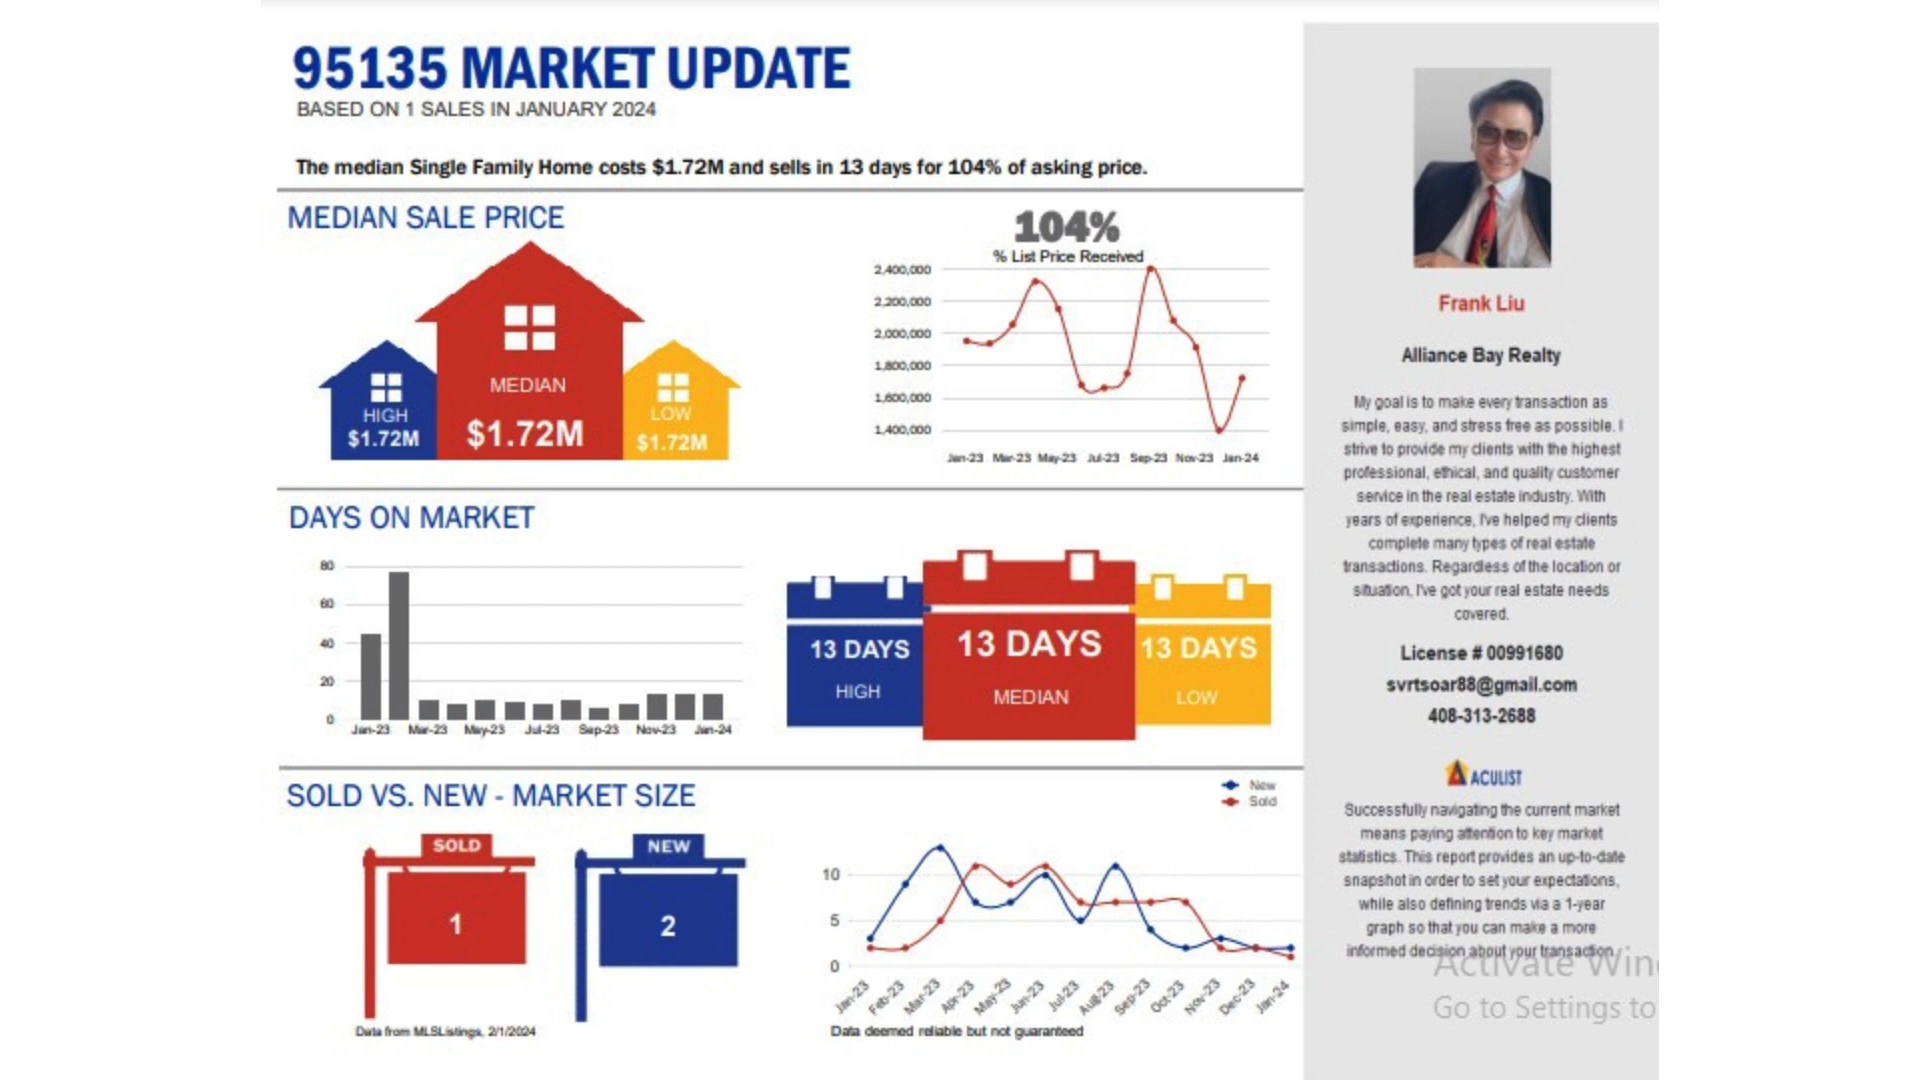 95135 MARKET UPDATE
BASED ON 1 SALES IN JANUARY 2024
The median Single Family Home costs $1.72M and sells in 13 days for 104% of asking price.
MEDIAN SALE PRICE
HIGH
$1.72M
MEDIAN
$1.72M
LOW
$1.72M
104%
% List Price Received
2,400,000
2,200,000
2,000,000
1,800,000
1,600,000
1,400,000
Jan-23 Mar-23 May-23 Jul-23 Sep-23 Nov-23 Jan-24
DAYS ON MARKET
80
60
40
20
0
Jan-23 Mar-23 May-23 Jul-23 Sep-23 Nov-23 Jan-24
13 DAYS
HIGH
13 DAYS
MEDIAN
13 DAYS
LOW
SOLD VS. NEW - MARKET SIZE
SOLD
1
NEW
2
New
Sold
10
5
0
Jan-23 Feb-23 Mar-23 Apr-23 May-23 Jun-23 Jul-23 Aug-23 Sep-23 Oct-23 Nov-23 Dec-23 Jan-24
Data from MLSListings, 2/1/2024
Data deemed reliable but not guaranteed
Frank Liu
Alliance Bay Realty
My goal is to make every transaction as
simple, easy, and stress free as possible. I
strive to provide my clients with the highest
professional, ethical, and quality customer
service in the real estate industry. With
years of experience, I've helped my clients
complete many types of real estate
transactions. Regardless of the location or
situation, I've got your real estate needs
covered.
License # 00991680
svrtsoar88@gmail.com
408-313-2688
ACULIST
Successfully navigating the current market
means paying attention to key market
statistics. This report provides an up-to-date
snapshot in order to set your expectations,
while also defining trends via a 1-year
graph so that you can make a more
informed decision about your transaction.
Activate Win
Go to Settings to